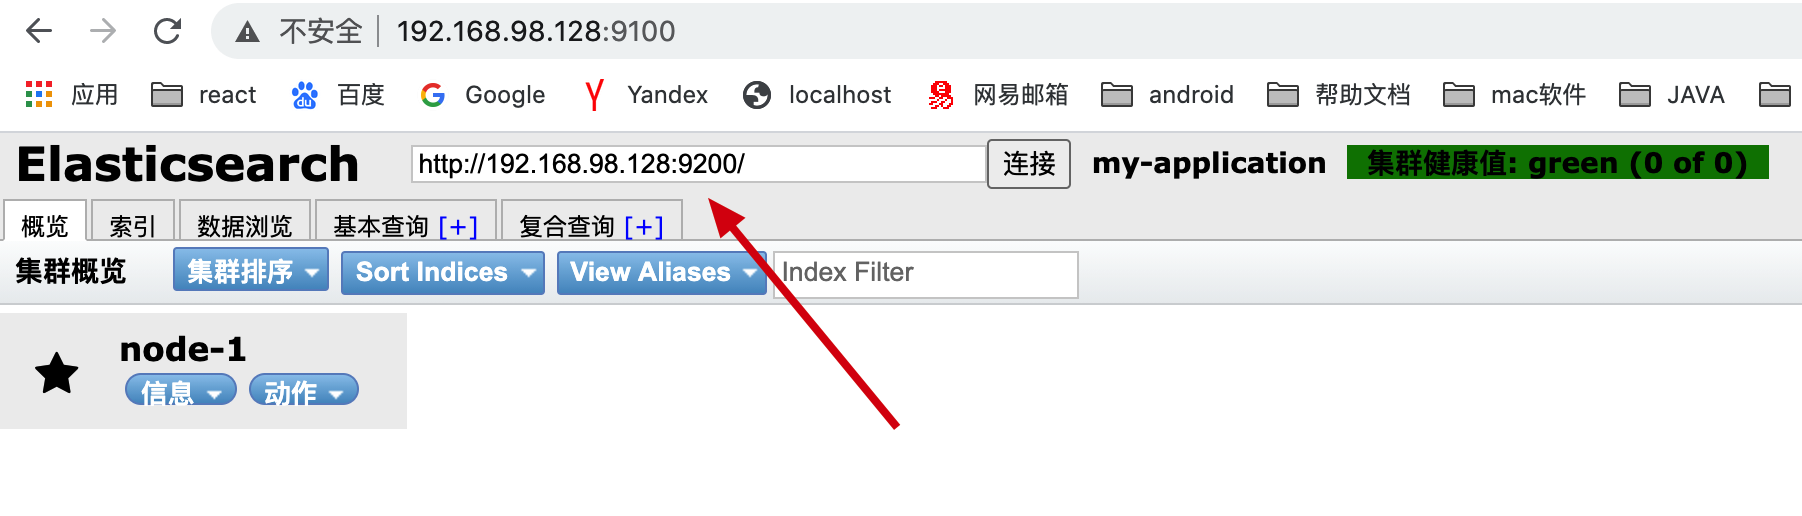 不安全 192.168.98.128:9100
应用 react 百度 Google Yandex localhost 网易邮箱 android 帮助文档 mac软件 JAVA
Elasticsearch http://192.168.98.128:9200/ 连接 my-application 集群健康值: green (0 of 0)
概览 索引 数据浏览 基本查询 [+] 复合查询 [+]
集群概览 集群排序 Sort Indices View Aliases Index Filter
node-1
信息 动作